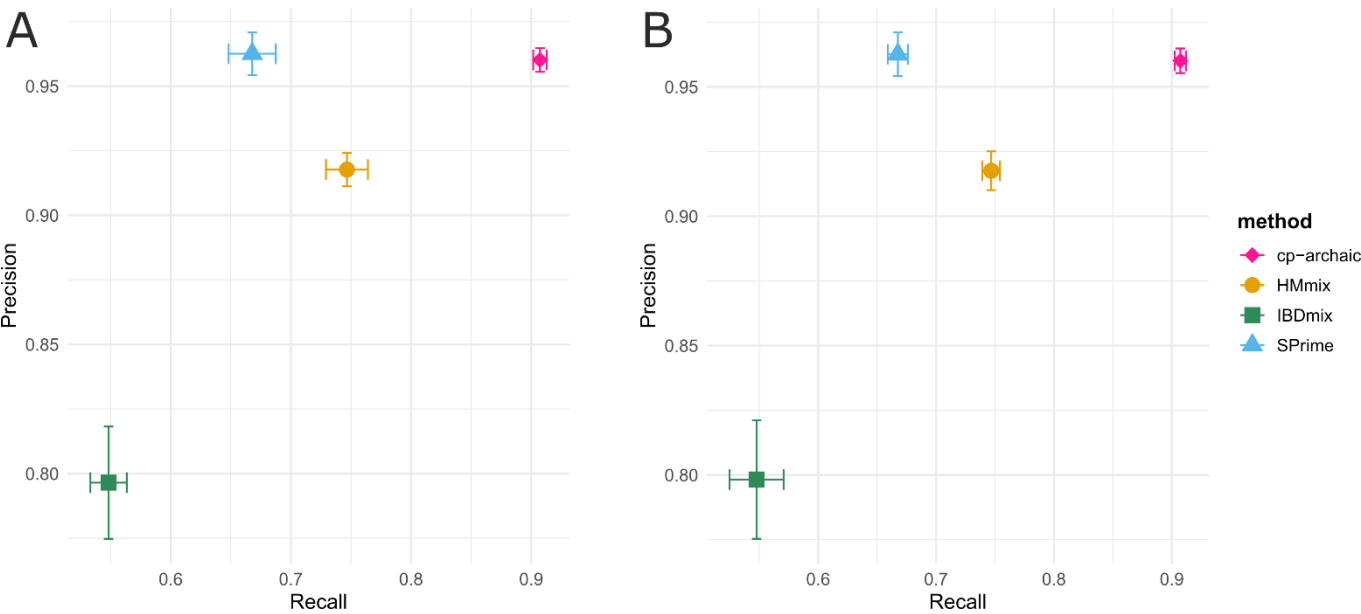 A
Precision
0.95
0.90
0.85
0.80
0.6 0.7 0.8 0.9
Recall
B
Precision
0.95
0.90
0.85
0.80
0.6 0.7 0.8 0.9
Recall
method
cp−archaic
HMmix
IBDmix
SPrime